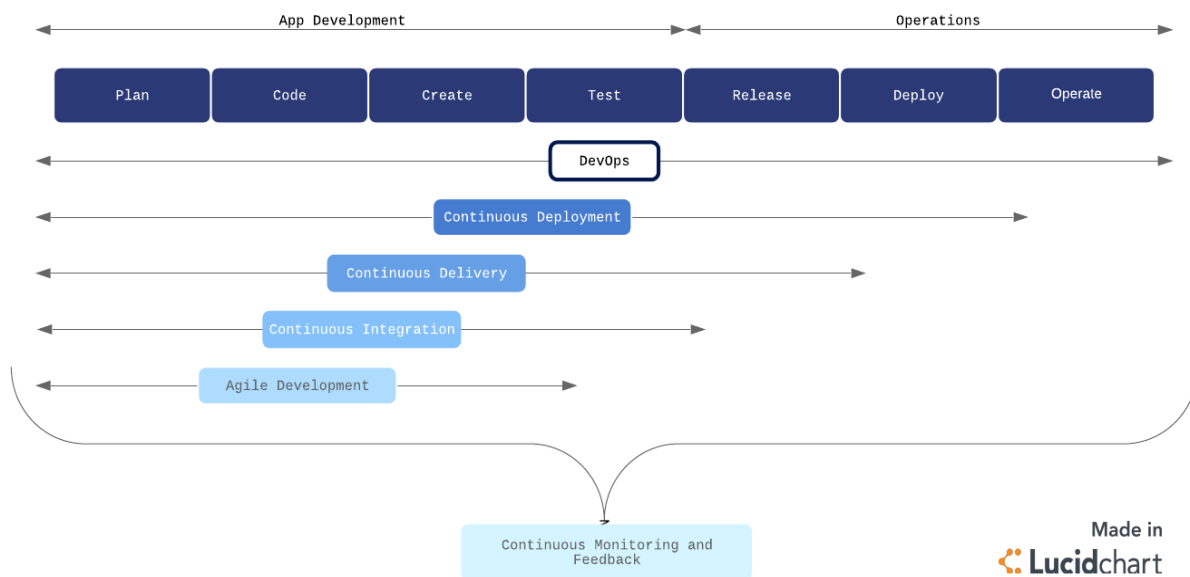 App Development
Operations
Plan
Code
Create
Test
Release
Deploy
Operate
DevOps
Continuous Deployment
Continuous Delivery
Continuous Integration
Agile Development
Continuous Monitoring and
Feedback
Made in
Lucidchart